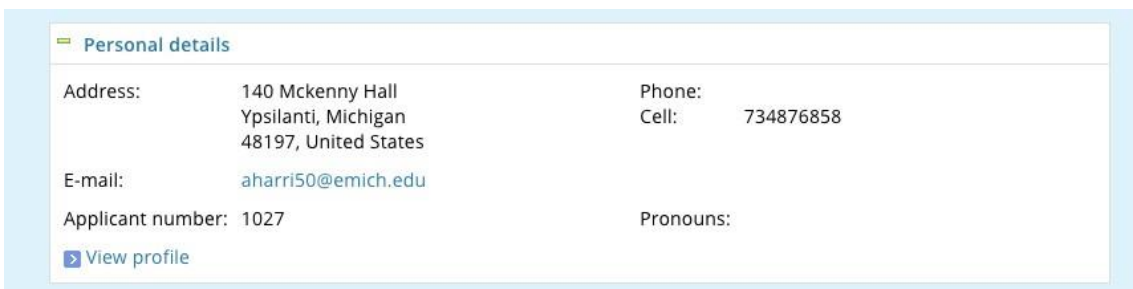 Personal details
Address: 140 Mckenny Hall Phone:
Ypsilanti, Michigan Cell: 734876858
48197, United States
E-mail: aharri50@emich.edu
Applicant number: 1027 Pronouns:
View profile